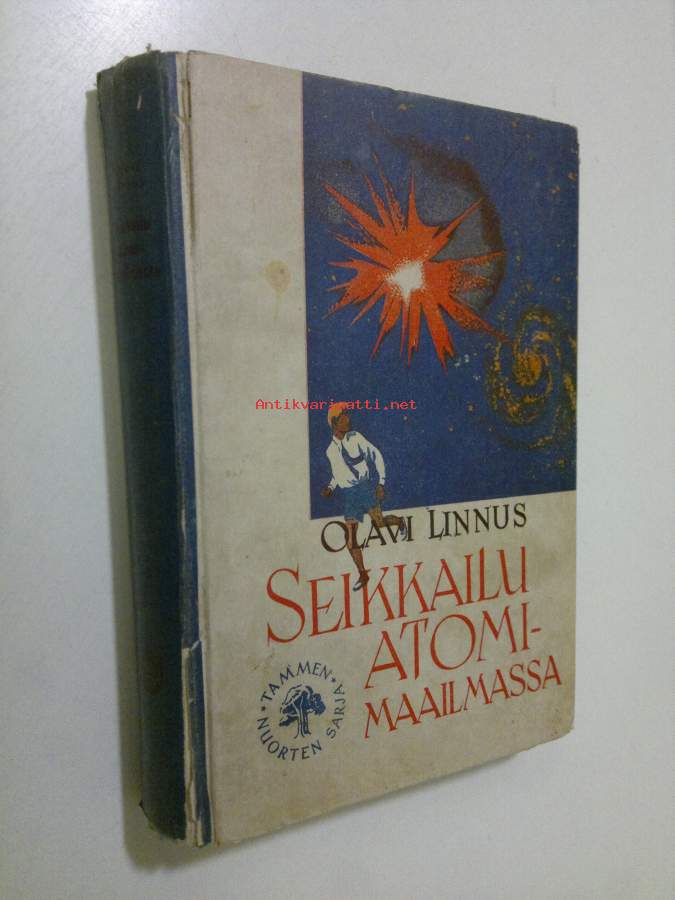 Antikvariaatti.net
OLAVI LINNUS
SEIKKAILU
ATOMI-
MAAILMASSA
TAMMEN
NUORTEN SARJA